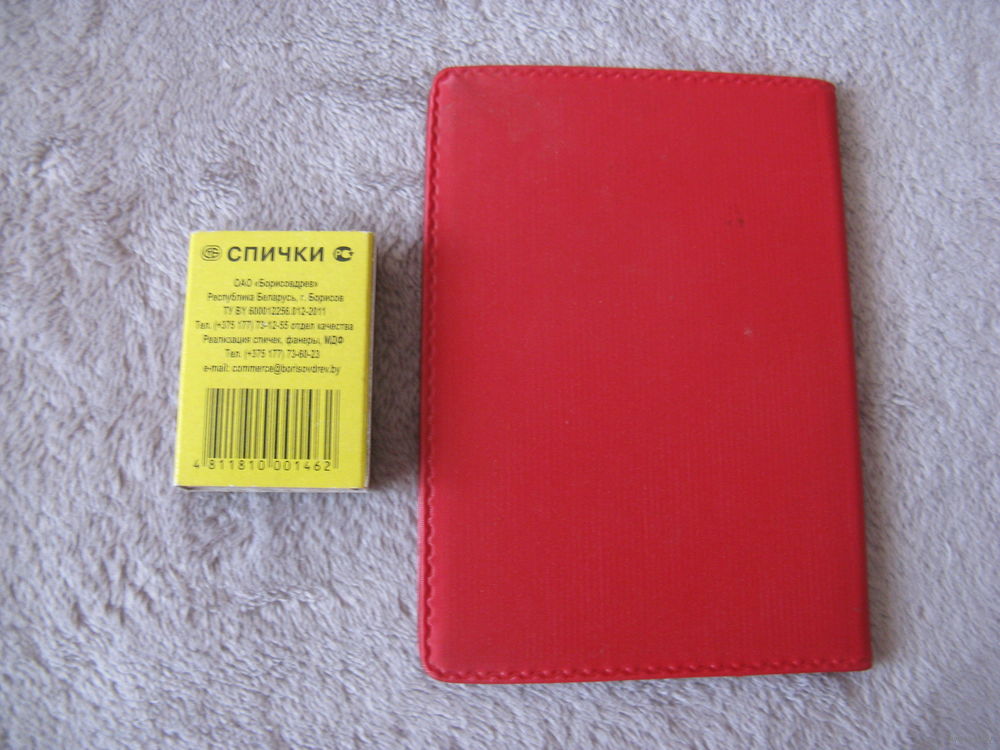 СПИЧКИ
ОАО «Борисовдрев»
Республика Беларусь, г. Борисов
ТУ BY 600012256.012-2011
Тел. (+375 177) 73-12-55 отдел качества
Реализация спичек, фанеры, МДФ
Тел. (+375 177) 73-60-23
e-mail: commerce@borisovdrev.by
4 811810 001462